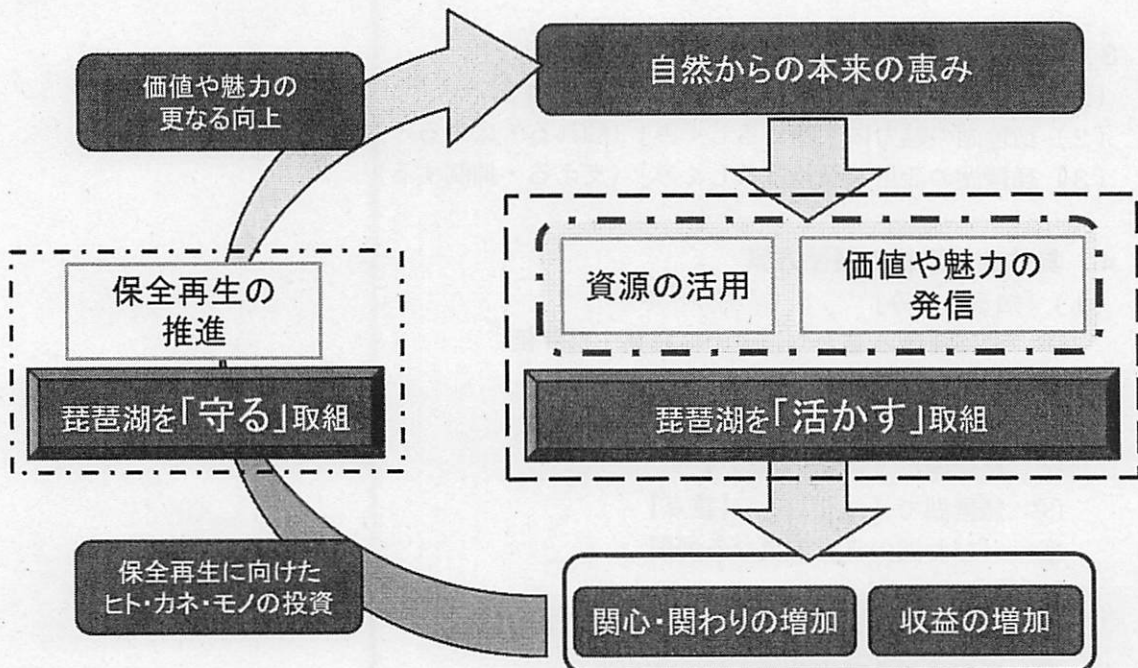 価値や魅力の
更なる向上
自然からの本来の恵み
保全再生の
推進
琵琶湖を「守る」取組
資源の活用
価値や魅力の
発信
琵琶湖を「活かす」取組
保全再生に向けた
ヒト・カネ・モノの投資
関心・関わりの増加
収益の増加